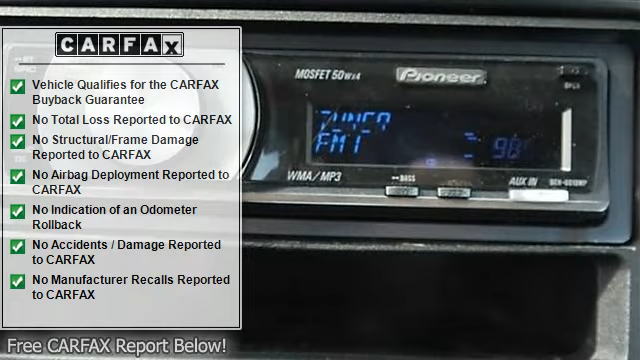 CARFAX
Vehicle Qualifies for the CARFAX
Buyback Guarantee
No Total Loss Reported to CARFAX
No Structural/Frame Damage
Reported to CARFAX
No Airbag Deployment Reported to
CARFAX
No Indication of an Odometer
Rollback
No Accidents / Damage Reported
to CARFAX
No Manufacturer Recalls Reported
to CARFAX
Free CARFAX Report Below!
MOSFET 50Wx4
Pioneer
TUNER
FM1
98
WMA/MP3
BASS
AUX IN